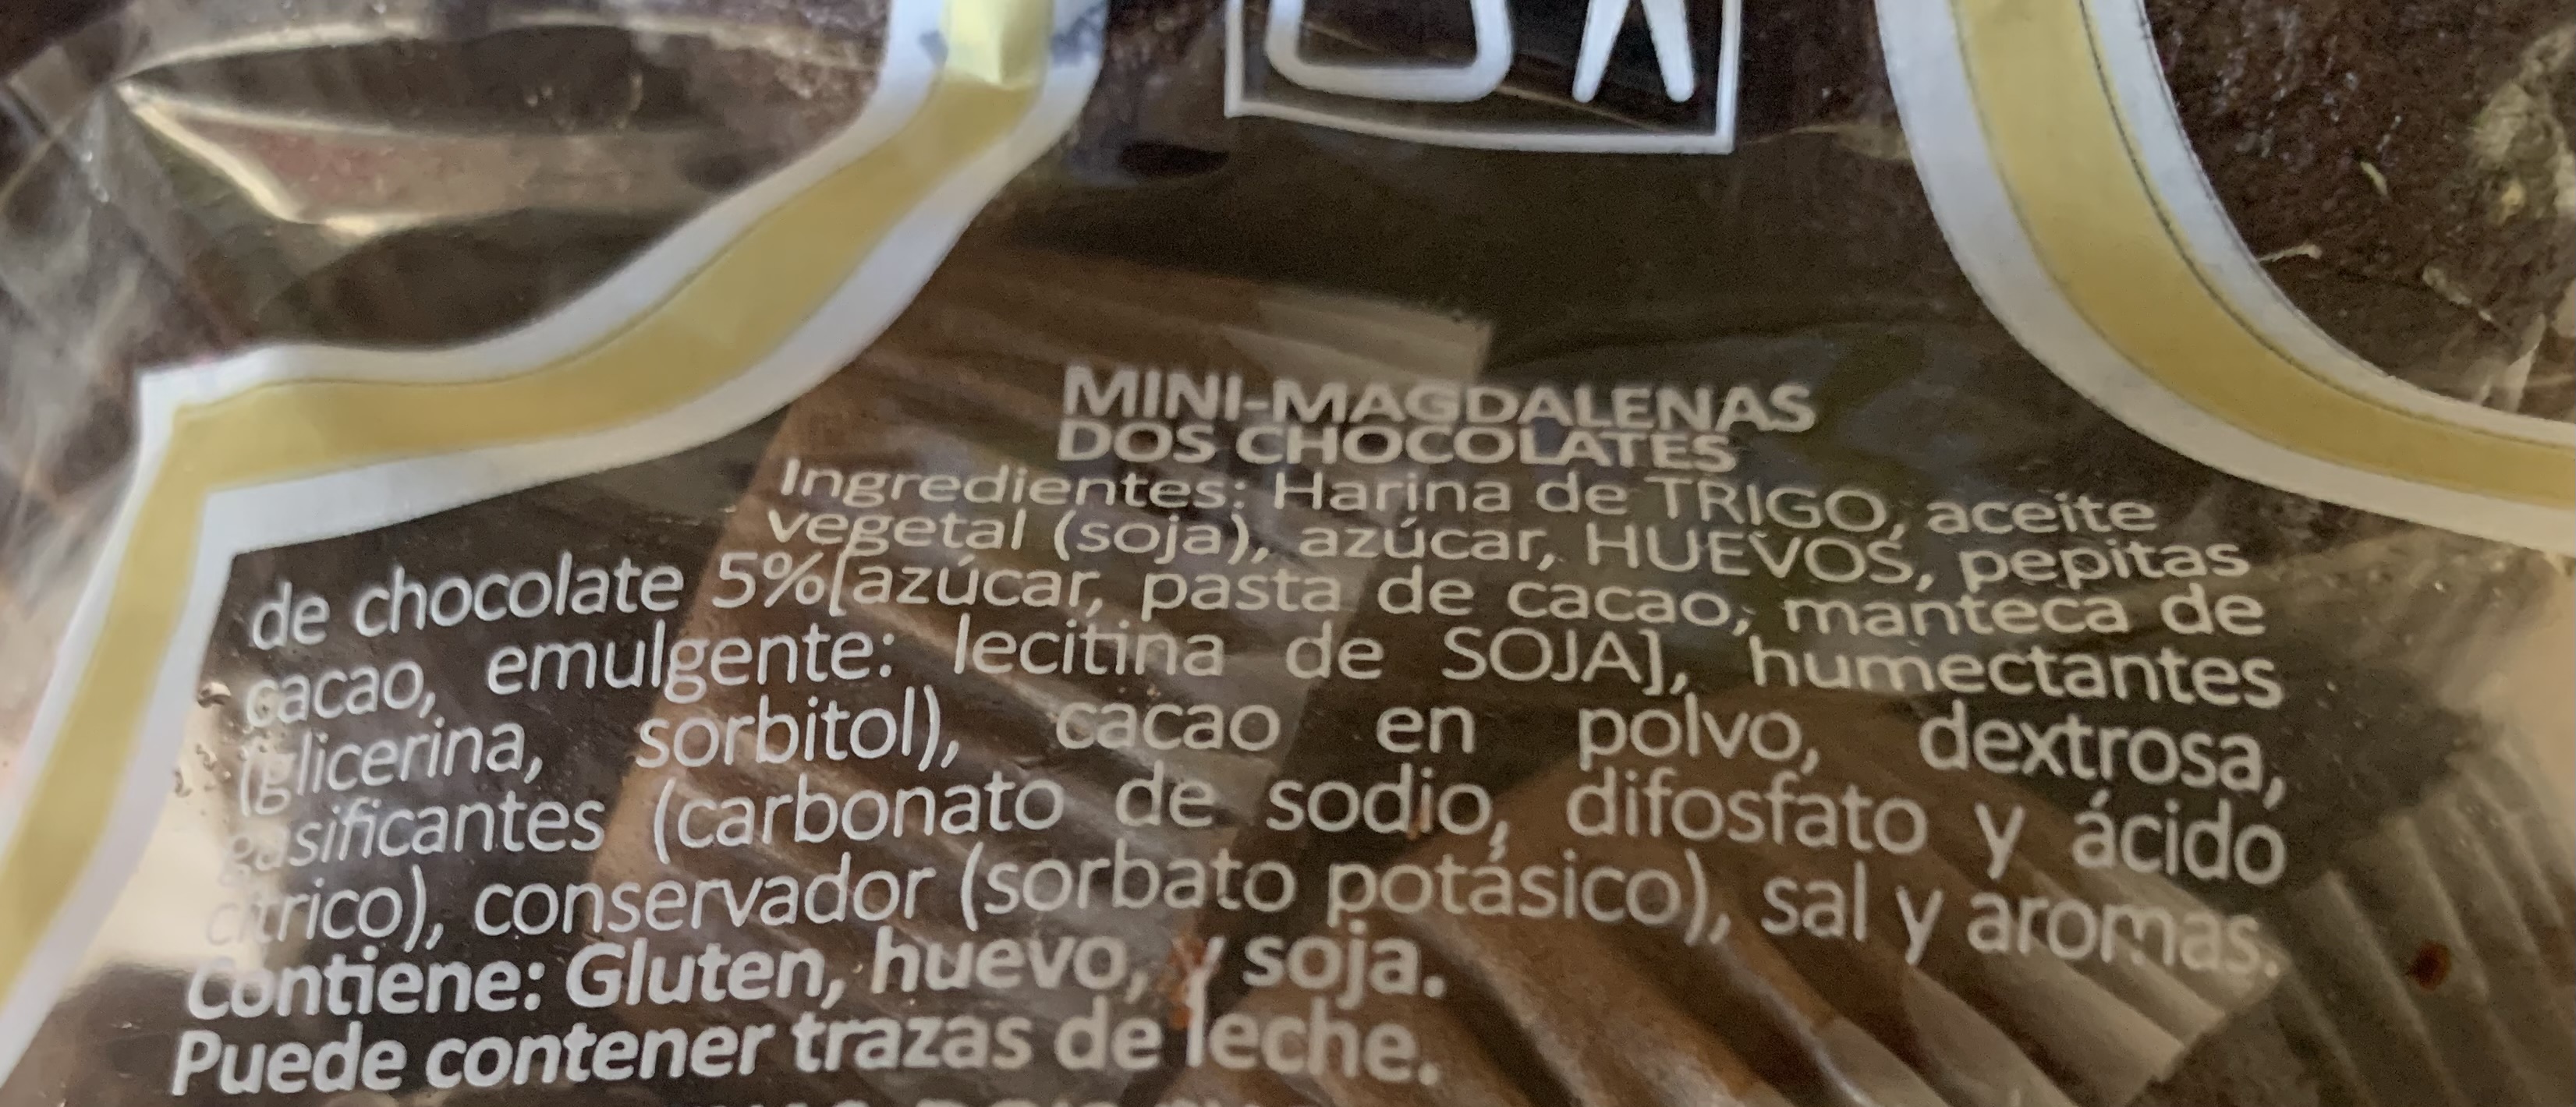 MINI-MAGDALENAS
DOS CHOCOLATES
Ingredientes: Harina de TRIGO, aceite
vegetal (soja), azúcar, HUEVOS, pepitas
de chocolate 5%[azúcar, pasta de cacao, manteca de
cacao, emulgente: lecitina de SOJA], humectantes
(glicerina, sorbitol), cacao en polvo, dextrosa,
gasificantes (carbonato de sodio, difosfato y ácido
cítrico), conservador (sorbato potásico), sal y aromas.
Contiene: Gluten, huevo, y soja.
Puede contener trazas de leche.